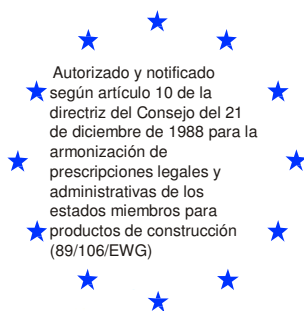 Autorizado y notificado
según artículo 10 de la
directriz del Consejo del 21
de diciembre de 1988 para la
armonización de
prescripciones legales y
administrativas de los
estados miembros para
productos de construcción
(89/106/EWG)